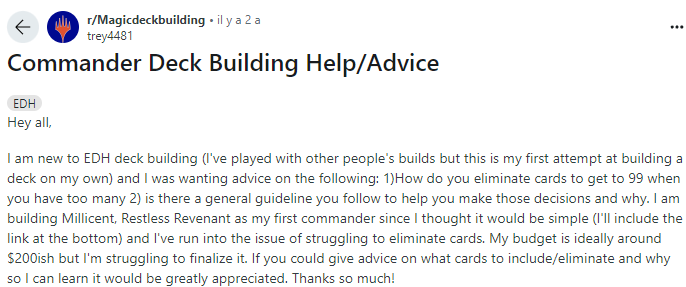 r/Magicdeckbuilding • il y a 2 a
trey4481
Commander Deck Building Help/Advice
EDH
Hey all,
I am new to EDH deck building (I've played with other people's builds but this is my first attempt at building a
deck on my own) and I was wanting advice on the following: 1)How do you eliminate cards to get to 99 when
you have too many 2) is there a general guideline you follow to help you make those decisions and why. I am
building Millicent, Restless Revenant as my first commander since I thought it would be simple (I'll include the
link at the bottom) and I've run into the issue of struggling to eliminate cards. My budget is ideally around
$200ish but I'm struggling to finalize it. If you could give advice on what cards to include/eliminate and why
so I can learn it would be greatly appreciated. Thanks so much!